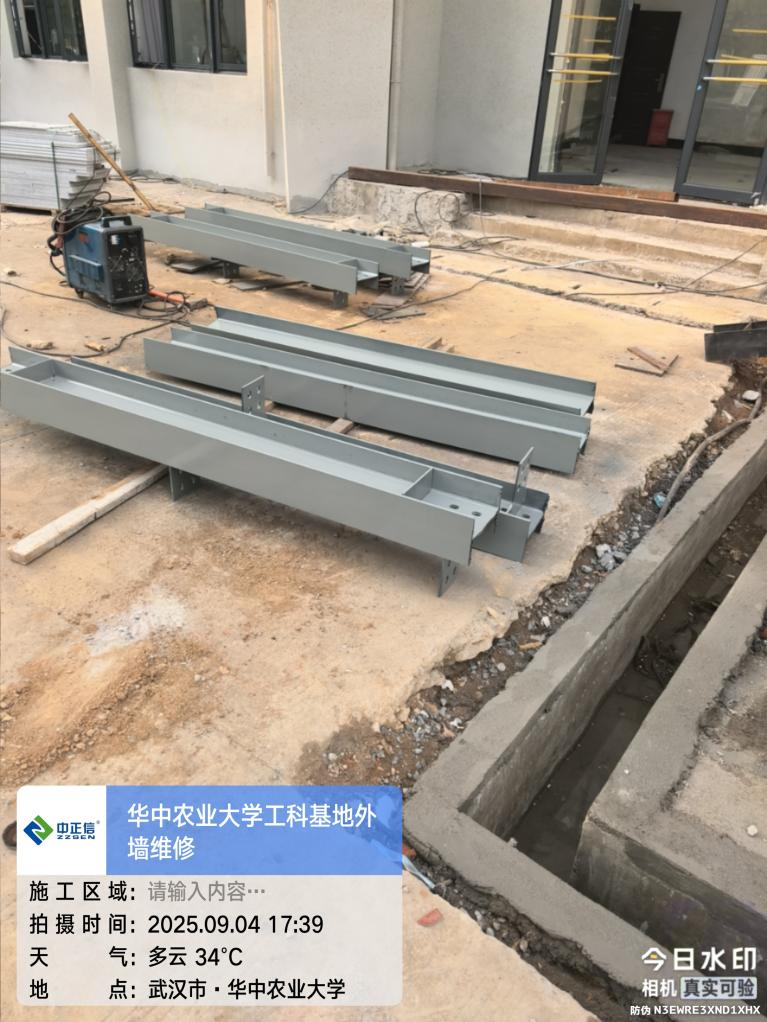 中正信
ZZSEN
华中农业大学工科基地外
墙维修
施工区域: 请输入内容…
拍摄时间: 2025.09.04 17:39
天气: 多云 34°C
地点: 武汉市·华中农业大学
今日水印
相机 真实可验
防伪 N3EWRE3XND1XHX